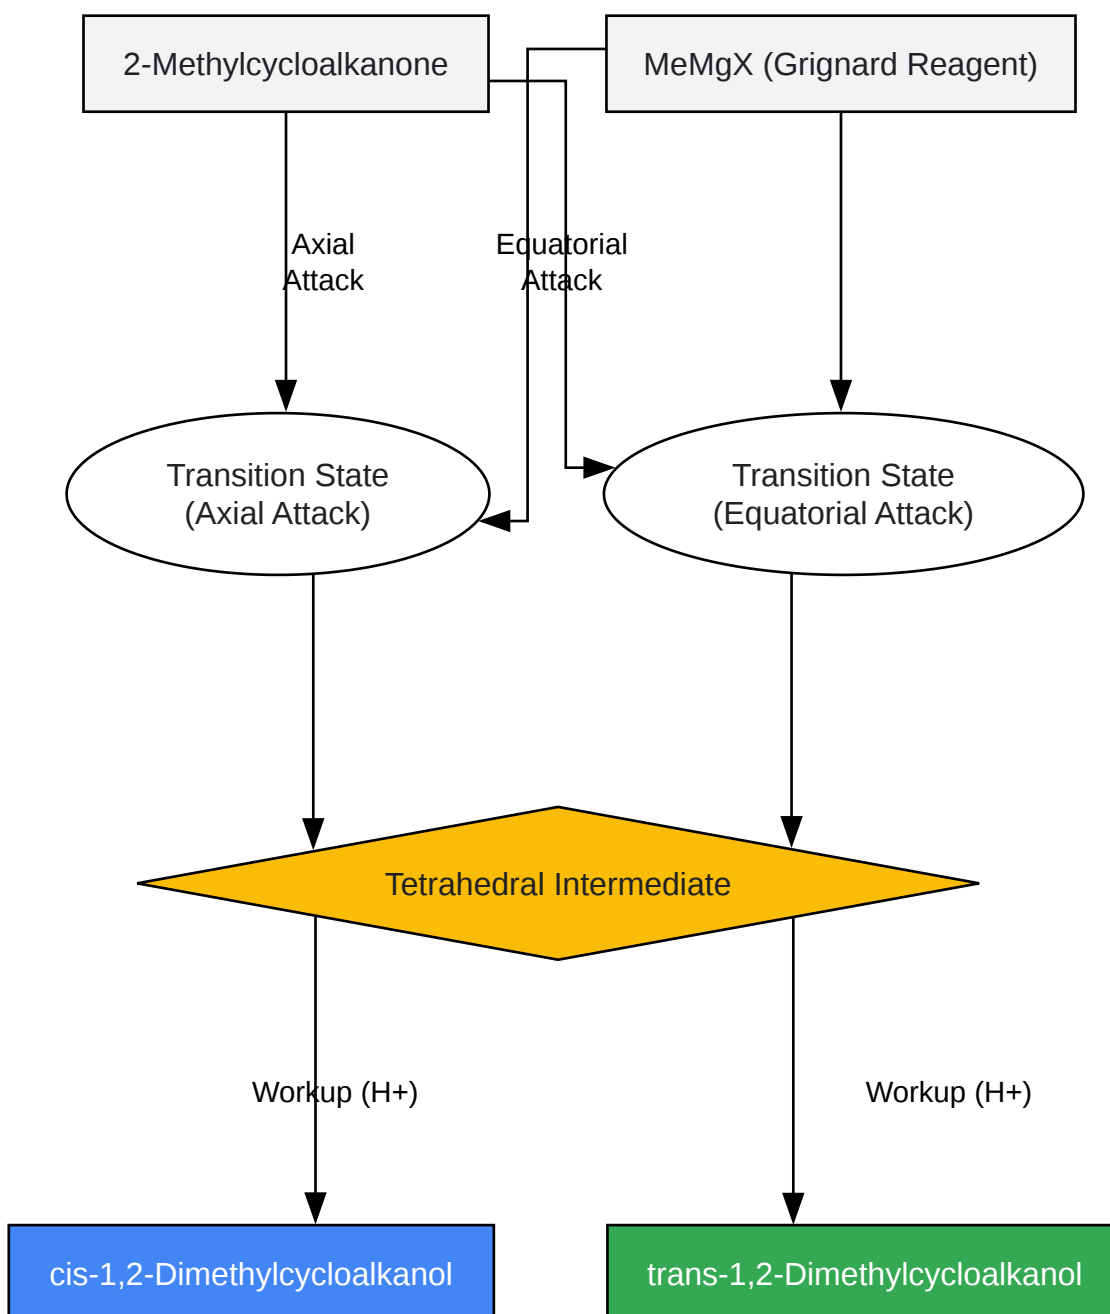 2-Methylcycloalkanone
MeMgX (Grignard Reagent)
Axial
Attack
Equatorial
Attack
Transition State
(Axial Attack)
Transition State
(Equatorial Attack)
Tetrahedral Intermediate
Workup (H+)
Workup (H+)
cis-1,2-Dimethylcycloalkanol
trans-1,2-Dimethylcycloalkanol